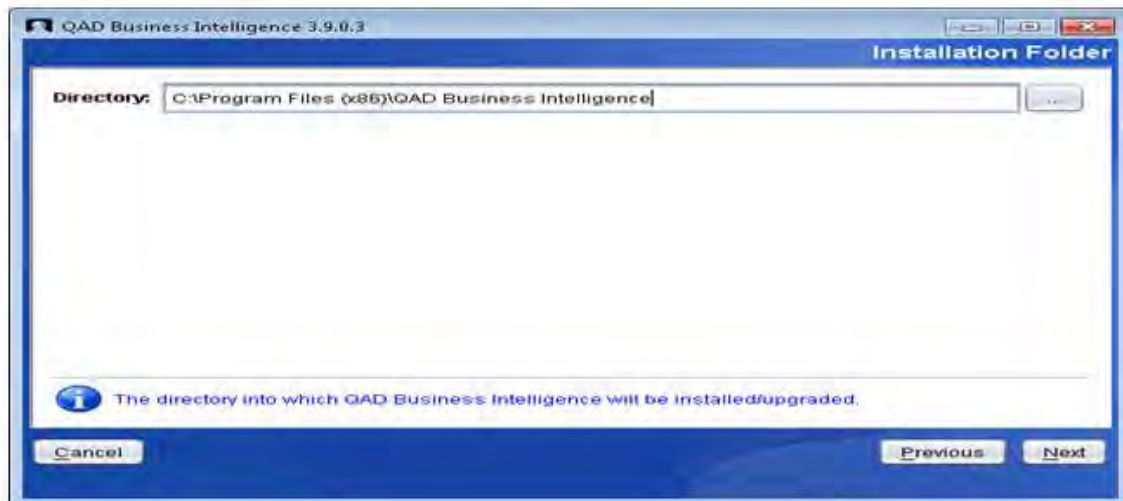 QAD Business Intelligence 3.9.0.3
Installation Folder
Directory: C:\Program Files (x86)\QAD Business Intelligence
...
The directory into which QAD Business Intelligence will be installed/upgraded.
Cancel Previous Next